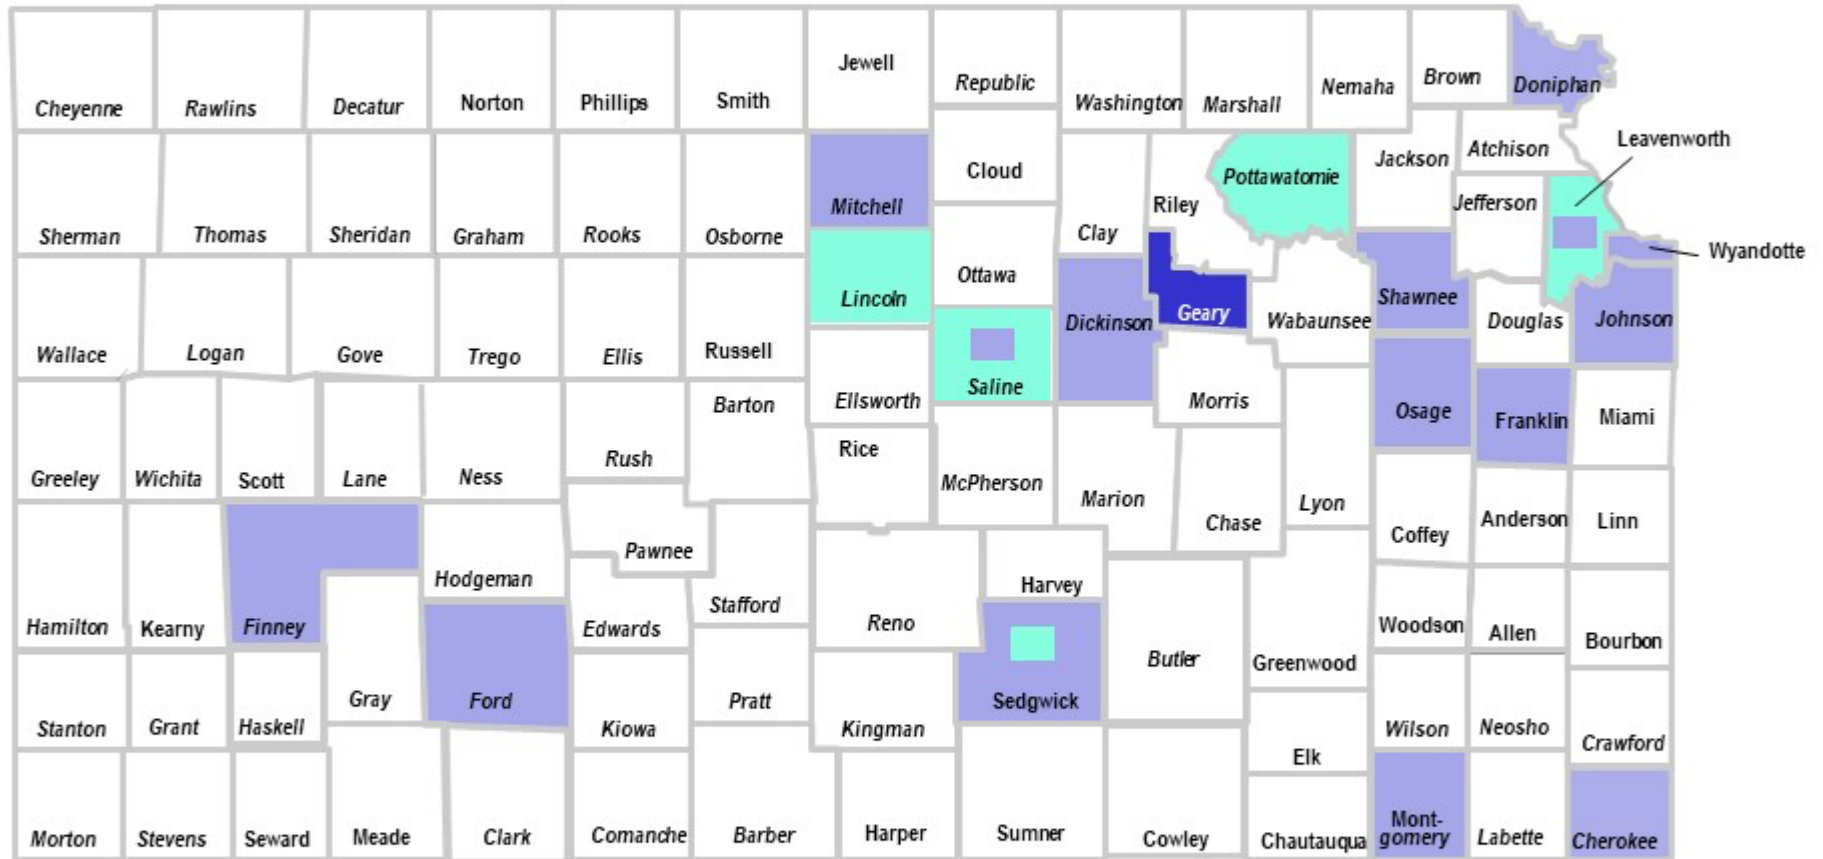 Cheyenne
Rawlins
Decatur
Norton
Phillips
Smith
Jewell
Republic
Washington
Marshall
Nemaha
Brown
Doniphan
Sherman
Thomas
Sheridan
Graham
Rooks
Osborne
Mitchell
Cloud
Clay
Riley
Pottawatomie
Jackson
Atchison
Jefferson
Leavenworth
Wyandotte
Lincoln
Ottawa
Wallace
Logan
Gove
Trego
Ellis
Russell
Ellsworth
Saline
Dickinson
Geary
Wabaunsee
Shawnee
Douglas
Johnson
Morris
Osage
Franklin
Miami
Greeley
Wichita
Scott
Lane
Ness
Rush
Barton
Rice
McPherson
Marion
Chase
Lyon
Coffey
Anderson
Linn
Hamilton
Kearny
Finney
Hodgeman
Pawnee
Edwards
Stafford
Reno
Harvey
Butler
Greenwood
Woodson
Allen
Bourbon
Stanton
Grant
Haskell
Gray
Ford
Kiowa
Pratt
Kingman
Sedgwick
Elk
Wilson
Neosho
Crawford
Morton
Stevens
Seward
Meade
Clark
Comanche
Barber
Harper
Sumner
Cowley
Chautauqua
Mont-
gomery
Labette
Cherokee